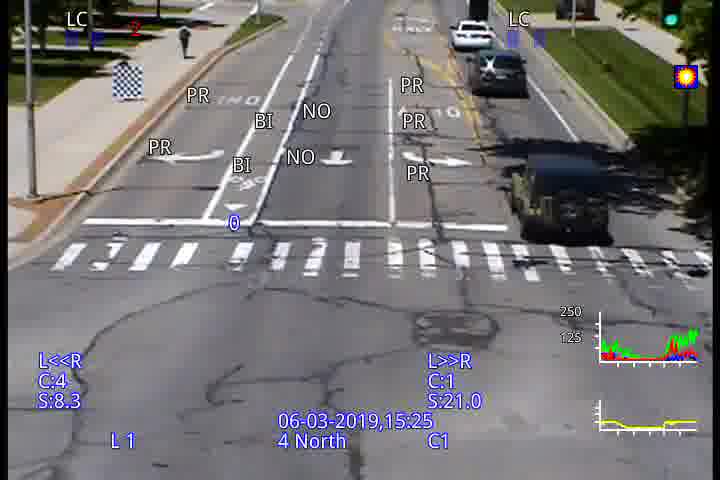 LC
2
LC
PR
PR
NO
BI
PR
PR
NO
BI
PR
0
250
125
L<<R
C:4
S:8.3
L>>R
C:1
S:21.0
06-03-2019,15:25
L 1
4 North
C1